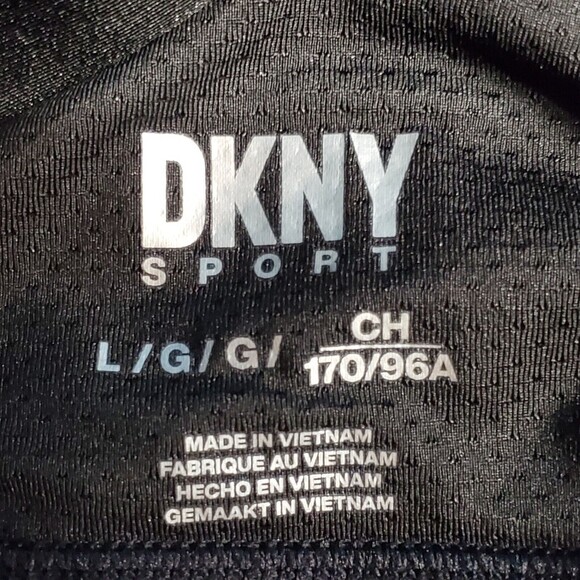 DKNY
SPORT
L/G/G/ CH
170/96A
MADE IN VIETNAM
FABRIQUE AU VIETNAM
HECHO EN VIETNAM
GEMAAKT IN VIETNAM